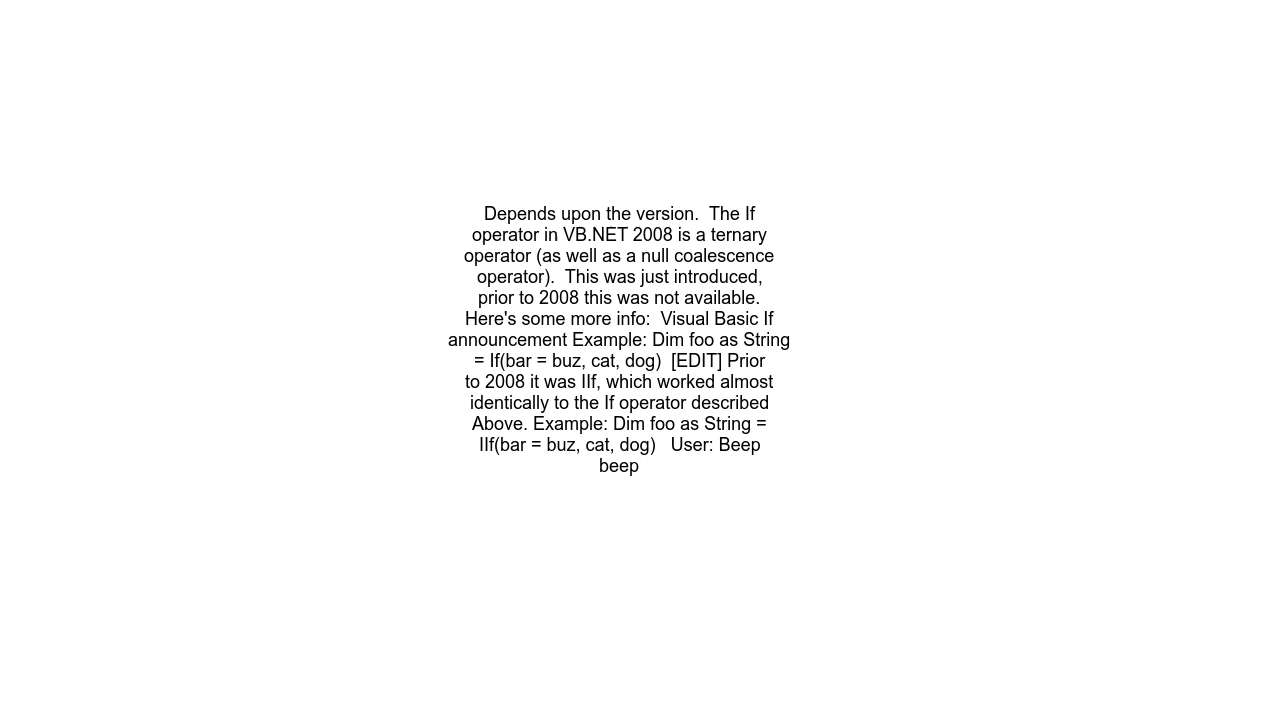 Depends upon the version.  The If
operator in VB.NET 2008 is a ternary
operator (as well as a null coalescence
operator).  This was just introduced,
prior to 2008 this was not available.
Here's some more info:  Visual Basic If
announcement Example: Dim foo as String
= If(bar = buz, cat, dog)  [EDIT] Prior
to 2008 it was IIf, which worked almost
identically to the If operator described
Above. Example: Dim foo as String =
IIf(bar = buz, cat, dog)   User: Beep
beep